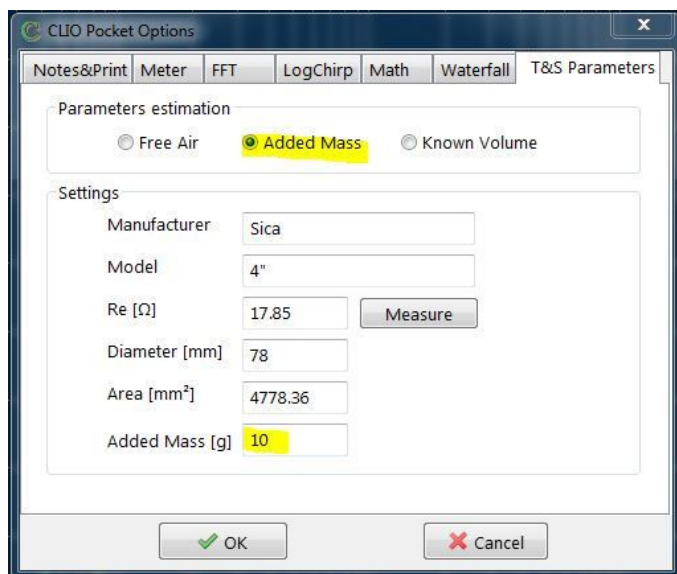 CLIO Pocket Options
x
Notes&Print Meter FFT LogChirp Math Waterfall T&S Parameters
Parameters estimation
Free Air Added Mass Known Volume
Settings
Manufacturer Sica
Model 4"
Re [Ω] 17.85 Measure
Diameter [mm] 78
Area [mm²] 4778.36
Added Mass [g] 10
OK Cancel